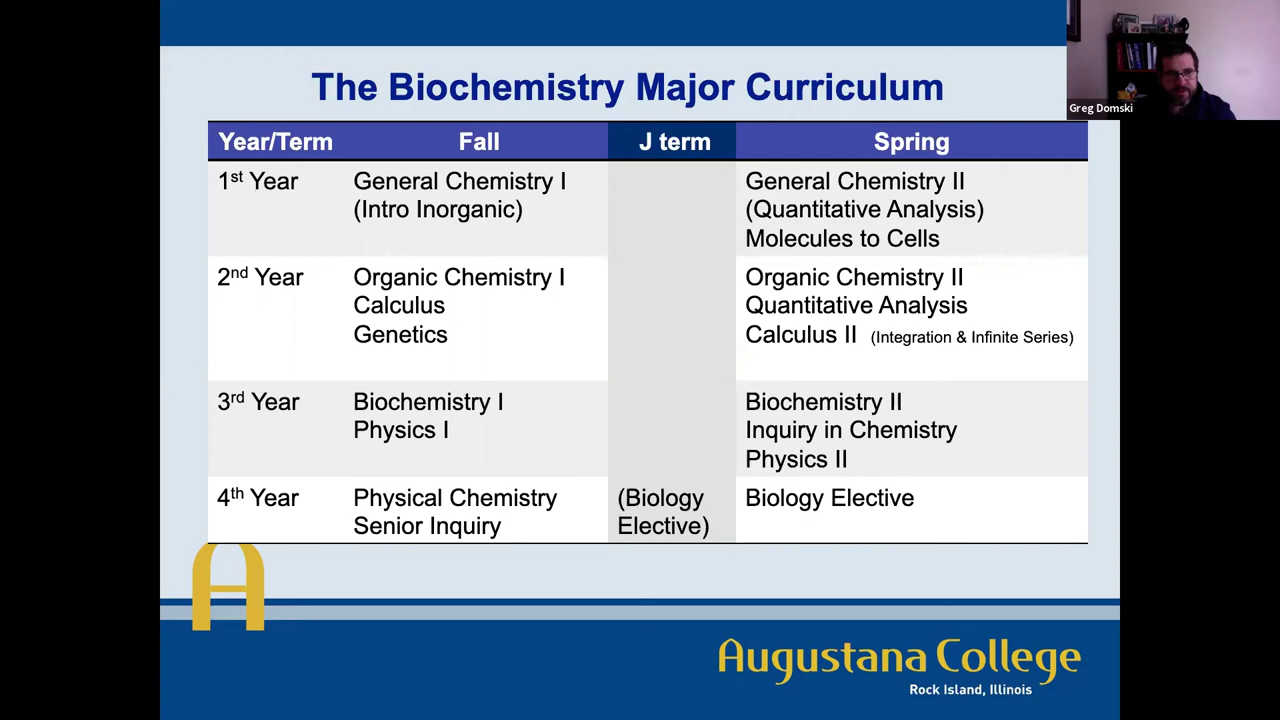 The Biochemistry Major Curriculum
Greg Domski
Year/Term Fall J term Spring
1st Year General Chemistry I General Chemistry II
(Intro Inorganic) (Quantitative Analysis)
Molecules to Cells
2nd Year Organic Chemistry I Organic Chemistry II
Calculus Quantitative Analysis
Genetics Calculus II (Integration & Infinite Series)
3rd Year Biochemistry I Biochemistry II
Physics I Inquiry in Chemistry
Physics II
4th Year Physical Chemistry (Biology Biology Elective
Senior Inquiry Elective)
A
Augustana College
Rock Island, Illinois